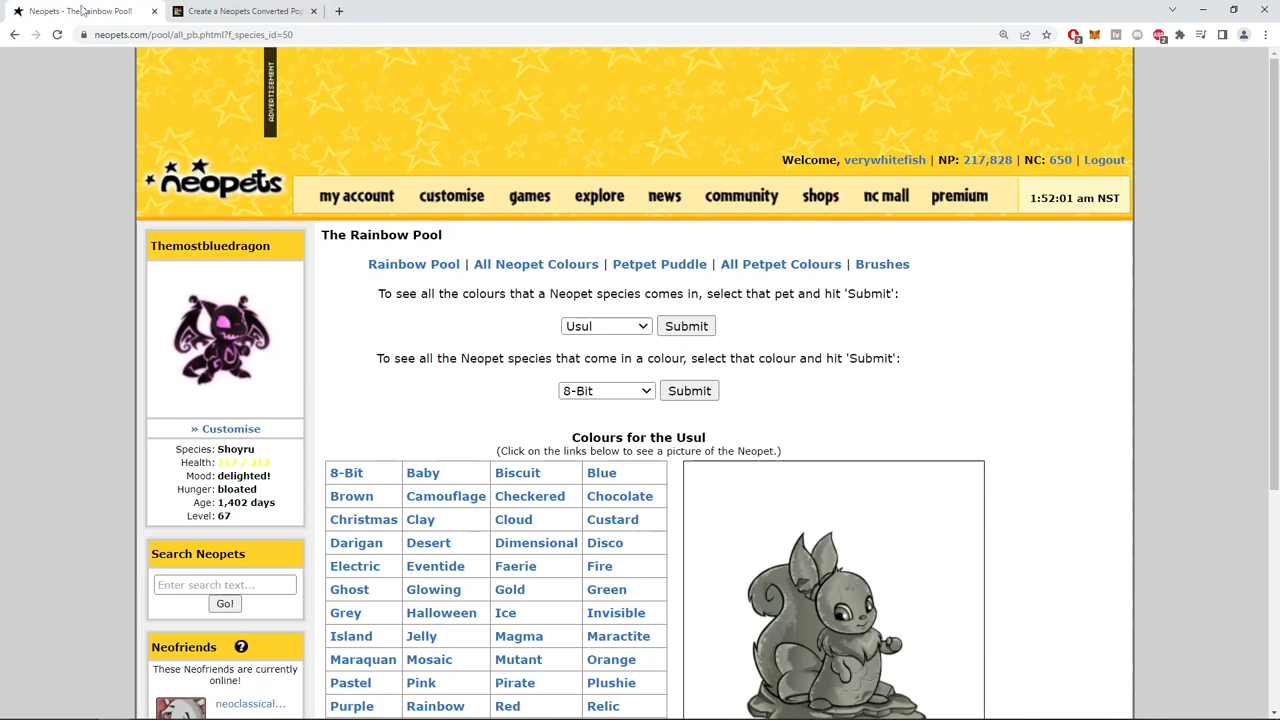 Neopets - The Rainbow Pool!
Create a Neopets Converted Pop
neopets.com/pool/all_pb.phtml?f_species_id=50
ADVERTISEMENT
Welcome, verywhitefish | NP: 217,828 | NC: 650 | Logout
neopets
my account customise games explore news community shops nc mall premium
1:52:01 am NST
Themostbluedragon
» Customise
Species: Shoyru
Health: 212 / 212
Mood: delighted!
Hunger: bloated
Age: 1,402 days
Level: 67
Search Neopets
Enter search text...
Go!
Neofriends ?
These Neofriends are currently
online!
neoclassical...
The Rainbow Pool
Rainbow Pool | All Neopet Colours | Petpet Puddle | All Petpet Colours | Brushes
To see all the colours that a Neopet species comes in, select that pet and hit 'Submit':
Usul Submit
To see all the Neopet species that come in a colour, select that colour and hit 'Submit':
8-Bit Submit
Colours for the Usul
(Click on the links below to see a picture of the Neopet.)
8-Bit Baby Biscuit Blue
Brown Camouflage Checkered Chocolate
Christmas Clay Cloud Custard
Darigan Desert Dimensional Disco
Electric Eventide Faerie Fire
Ghost Glowing Gold Green
Grey Halloween Ice Invisible
Island Jelly Magma Maractite
Maraquan Mosaic Mutant Orange
Pastel Pink Pirate Plushie
Purple Rainbow Red Relic